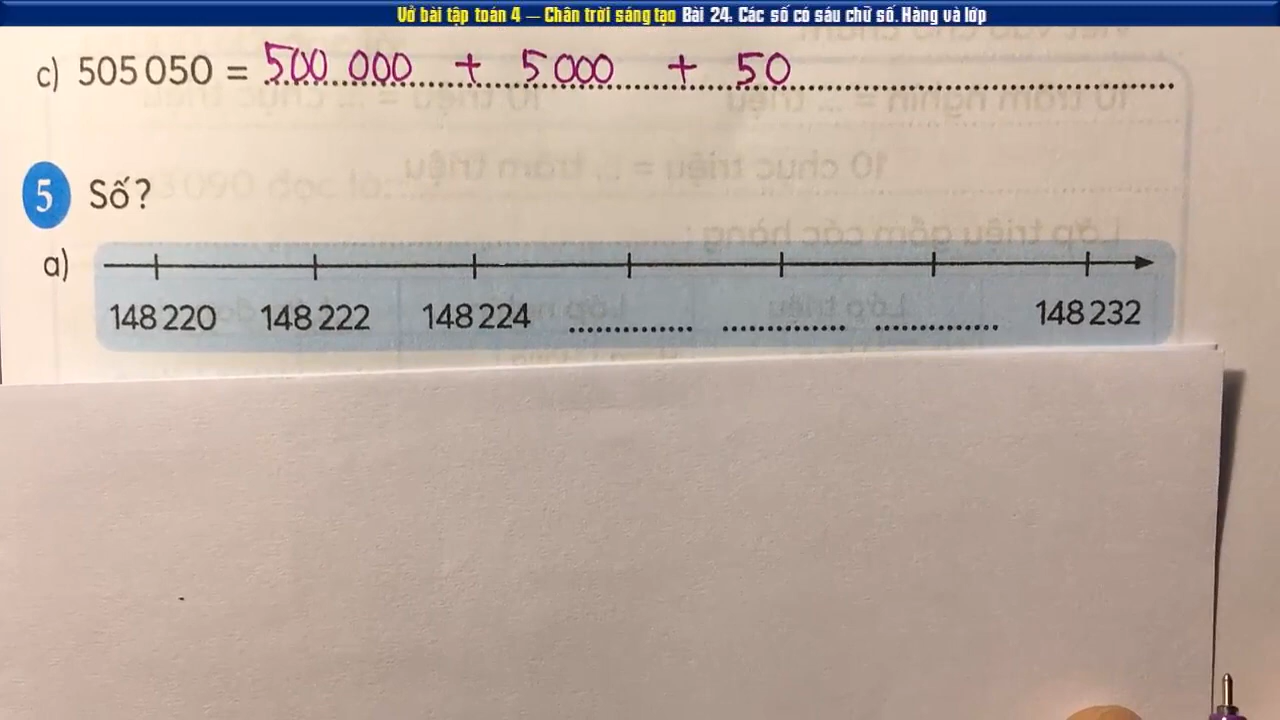 Vở bài tập toán 4 – Chân trời sáng tạo Bài 24. Các số có sáu chữ số. Hàng và lớp
c) 505 050 = 500 000 + 5 000 + 50
5 Số?
a)
148 220 148 222 148 224 .............. .............. .............. 148 232